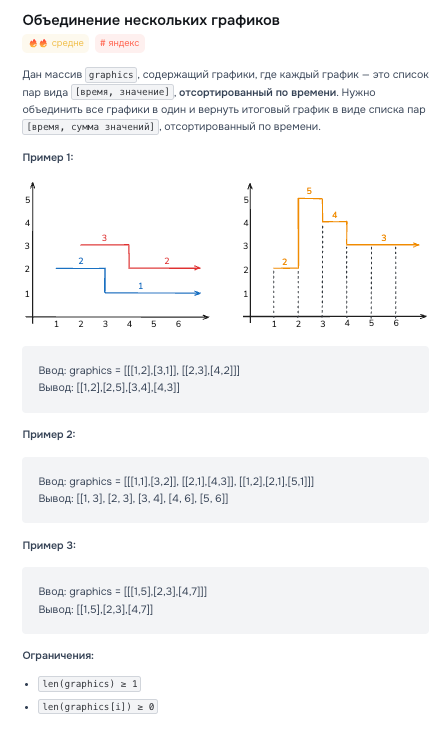 Объединение нескольких графиков
🔥🔥 средне # яндекс
Дан массив graphics, содержащий графики, где каждый график — это список
пар вида [время, значение], отсортированный по времени. Нужно
объединить все графики в один и вернуть итоговый график в виде списка пар
[время, сумма значений], отсортированный по времени.
Пример 1:
5
4
3
2
1
3
2
2
1
1 2 3 4 5 6
5
4
3
2
1
5
4
3
2
1 2 3 4 5 6
Ввод: graphics = [[[1,2],[3,1]], [[2,3],[4,2]]]
Вывод: [[1,2],[2,5],[3,4],[4,3]]
Пример 2:
Ввод: graphics = [[[1,1],[3,2]], [[2,1],[4,3]], [[1,2],[2,1],[5,1]]]
Вывод: [[1, 3], [2, 3], [3, 4], [4, 6], [5, 6]]
Пример 3:
Ввод: graphics = [[[1,5],[2,3],[4,7]]]
Вывод: [[1,5],[2,3],[4,7]]
Ограничения:
• len(graphics) ≥ 1
• len(graphics[i]) ≥ 0